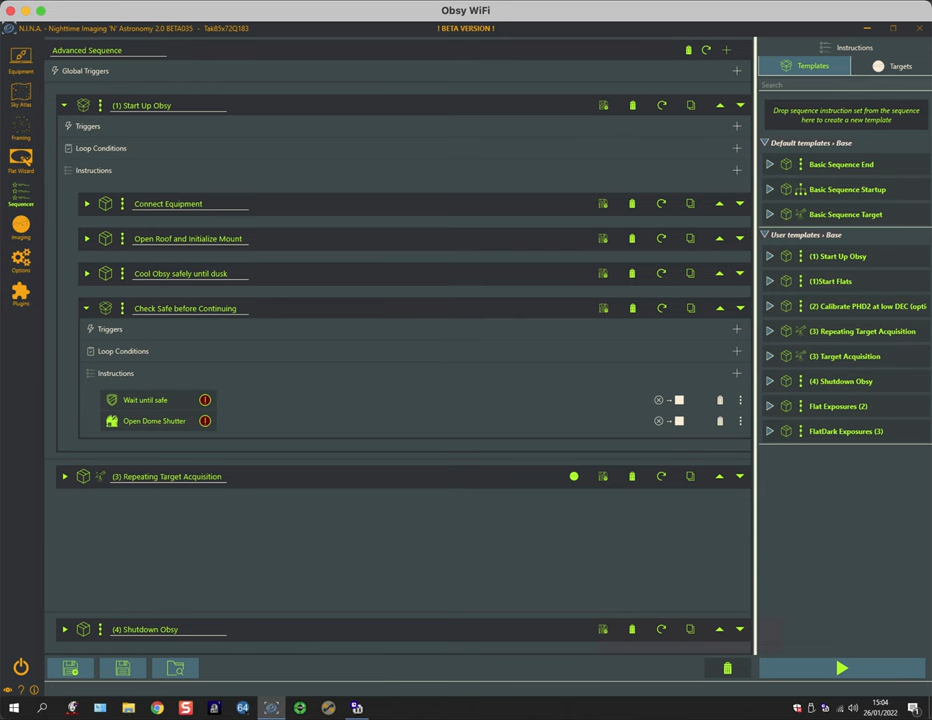 Obsy WiFi
N.I.N.A. - Nighttime Imaging 'N' Astronomy 2.0 BETA035 - Tak85x72Q183
! BETA VERSION !
Equipment
Sky Atlas
Framing
Flat Wizard
Sequencer
Imaging
Options
Plugins
Advanced Sequence
Global Triggers
(1) Start Up Obsy
Triggers
Loop Conditions
Instructions
Connect Equipment
Open Roof and Initialize Mount
Cool Obsy safely until dusk
Check Safe before Continuing
Triggers
Loop Conditions
Instructions
Wait until safe
Open Dome Shutter
(3) Repeating Target Acquisition
(4) Shutdown Obsy
Instructions
Templates
Targets
Search
Drop sequence instruction set from the sequence
here to create a new template
Default templates › Base
Basic Sequence End
Basic Sequence Startup
Basic Sequence Target
User templates › Base
(1) Start Up Obsy
(1)Start Flats
(2) Calibrate PHD2 at low DEC (opti
(3) Repeating Target Acquisition
(3) Target Acquisition
(4) Shutdown Obsy
Flat Exposures (2)
FlatDark Exposures (3)
64
15:04
26/01/2022